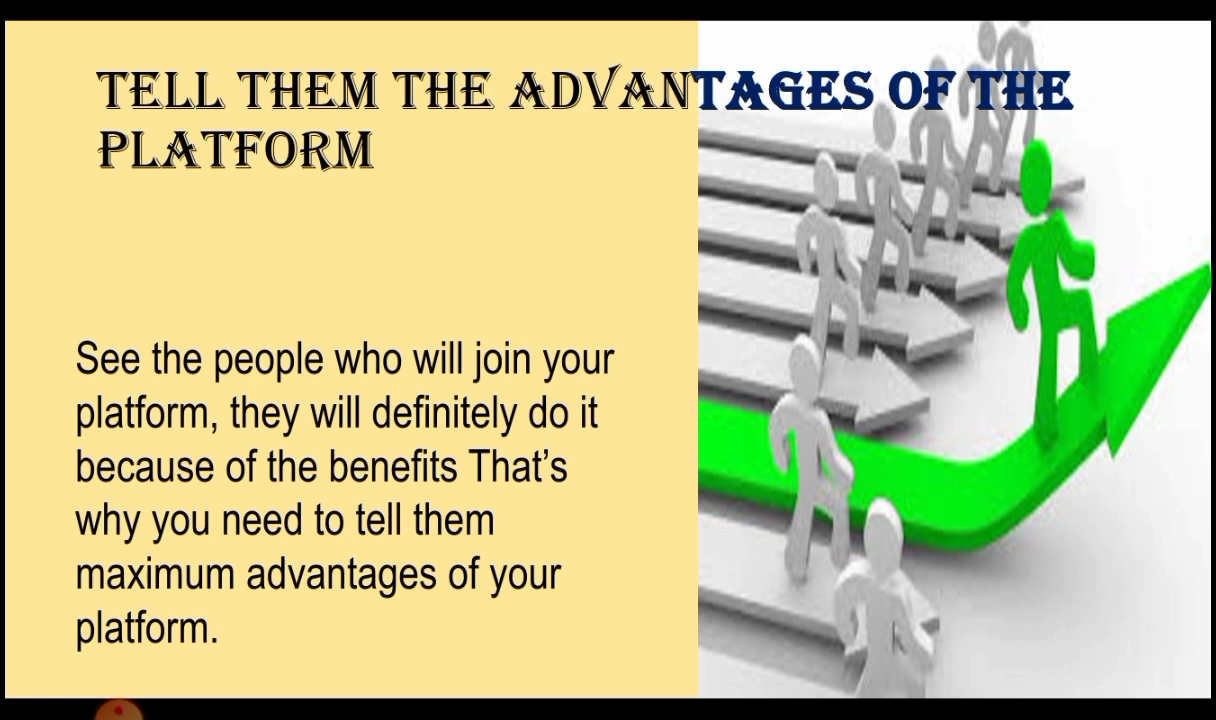 TELL THEM THE ADVANTAGES OF THE
PLATFORM
See the people who will join your
platform, they will definitely do it
because of the benefits That’s
why you need to tell them
maximum advantages of your
platform.